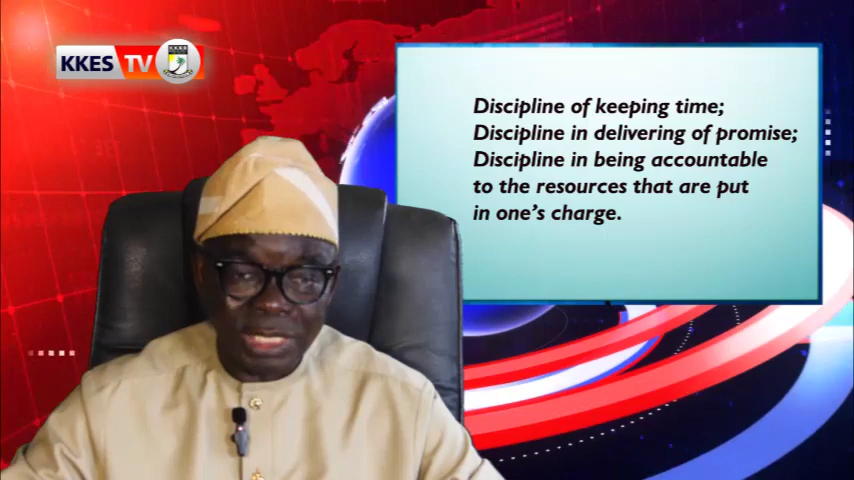 KKES TV
Discipline of keeping time;
Discipline in delivering of promise;
Discipline in being accountable
to the resources that are put
in one's charge.